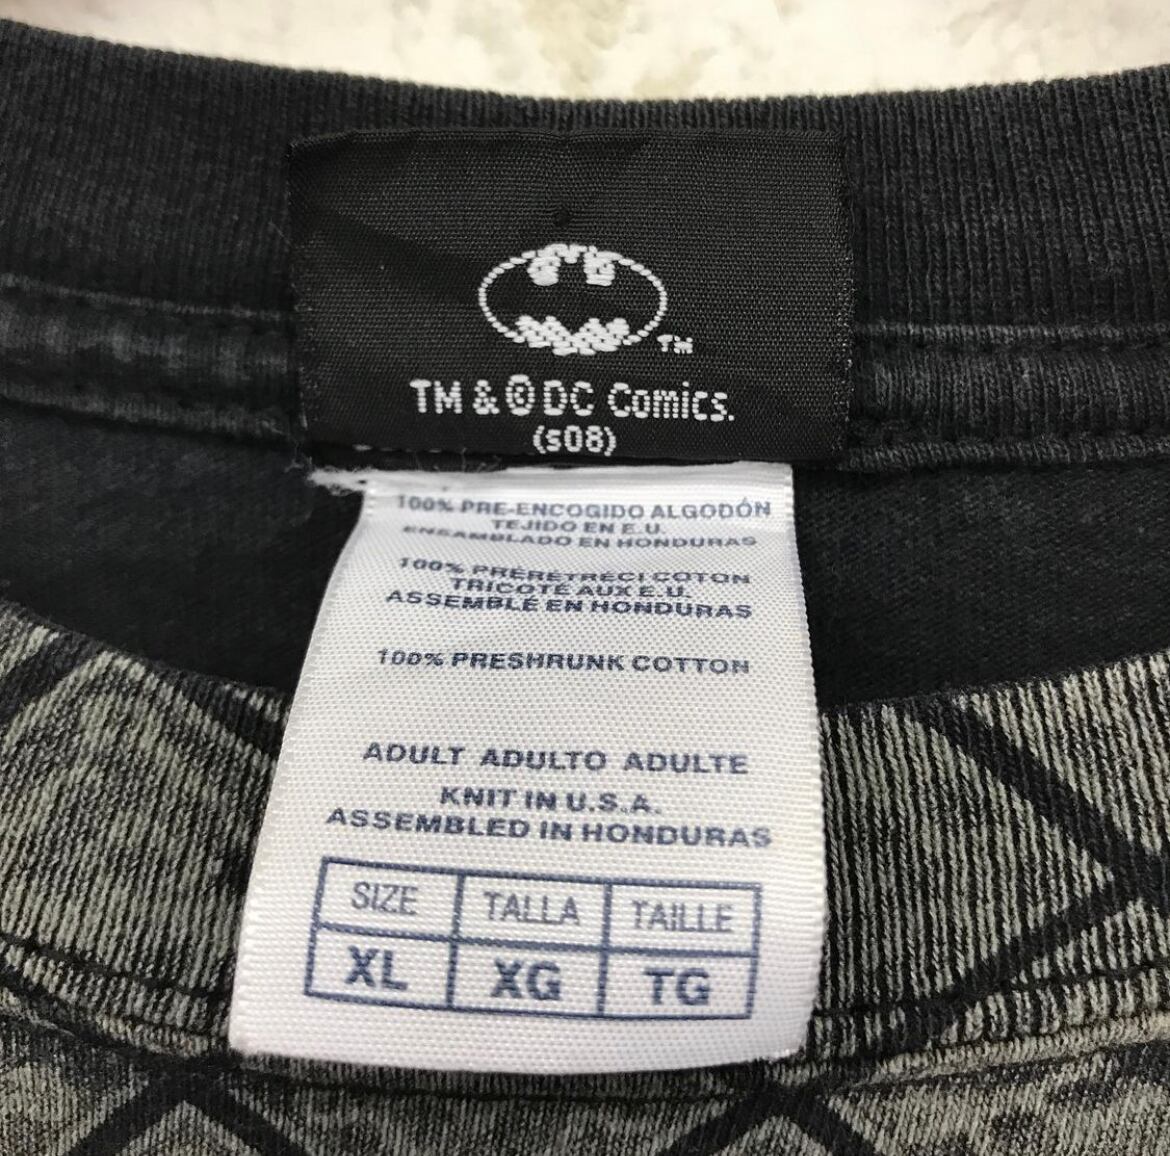 TM
TM & © DC Comics.
(s08)
100% PRE-ENCOGIDO ALGODÓN
TEJIDO EN E.U.
ENSAMBLADO EN HONDURAS
100% PRÉRÉTRÉCI COTON
TRICOTÉ AUX E.U.
ASSEMBLÉ EN HONDURAS
100% PRESHRUNK COTTON
ADULT ADULTO ADULTE
KNIT IN U.S.A.
ASSEMBLED IN HONDURAS
SIZE TALLA TAILLE
XL XG TG